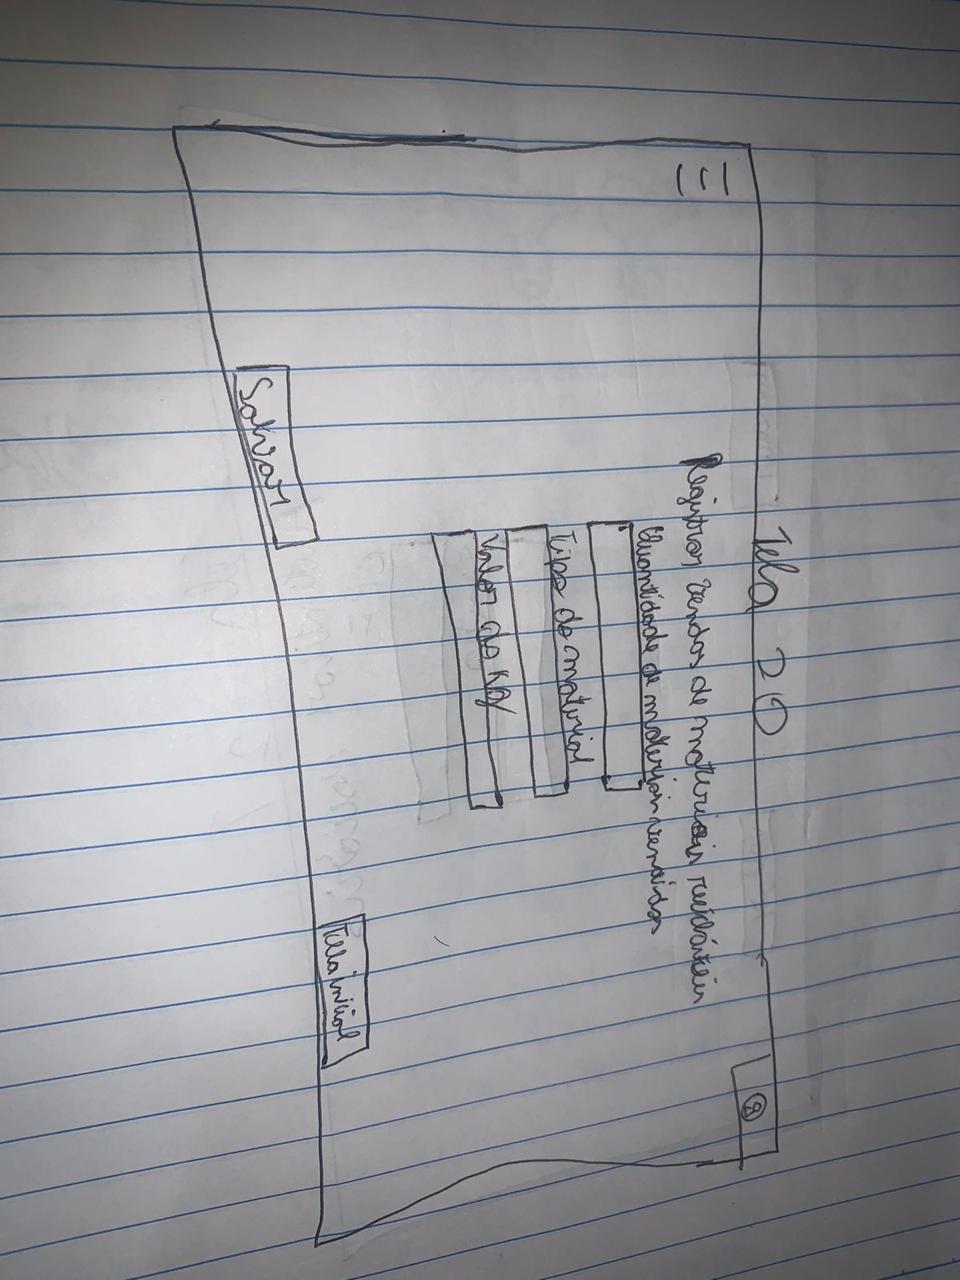 Tela 20
Registrar vendas de materiais recicláveis
Quantidade de materiais vendidos
Tipo do material
Valor do kg
Salvar
Tela inicial